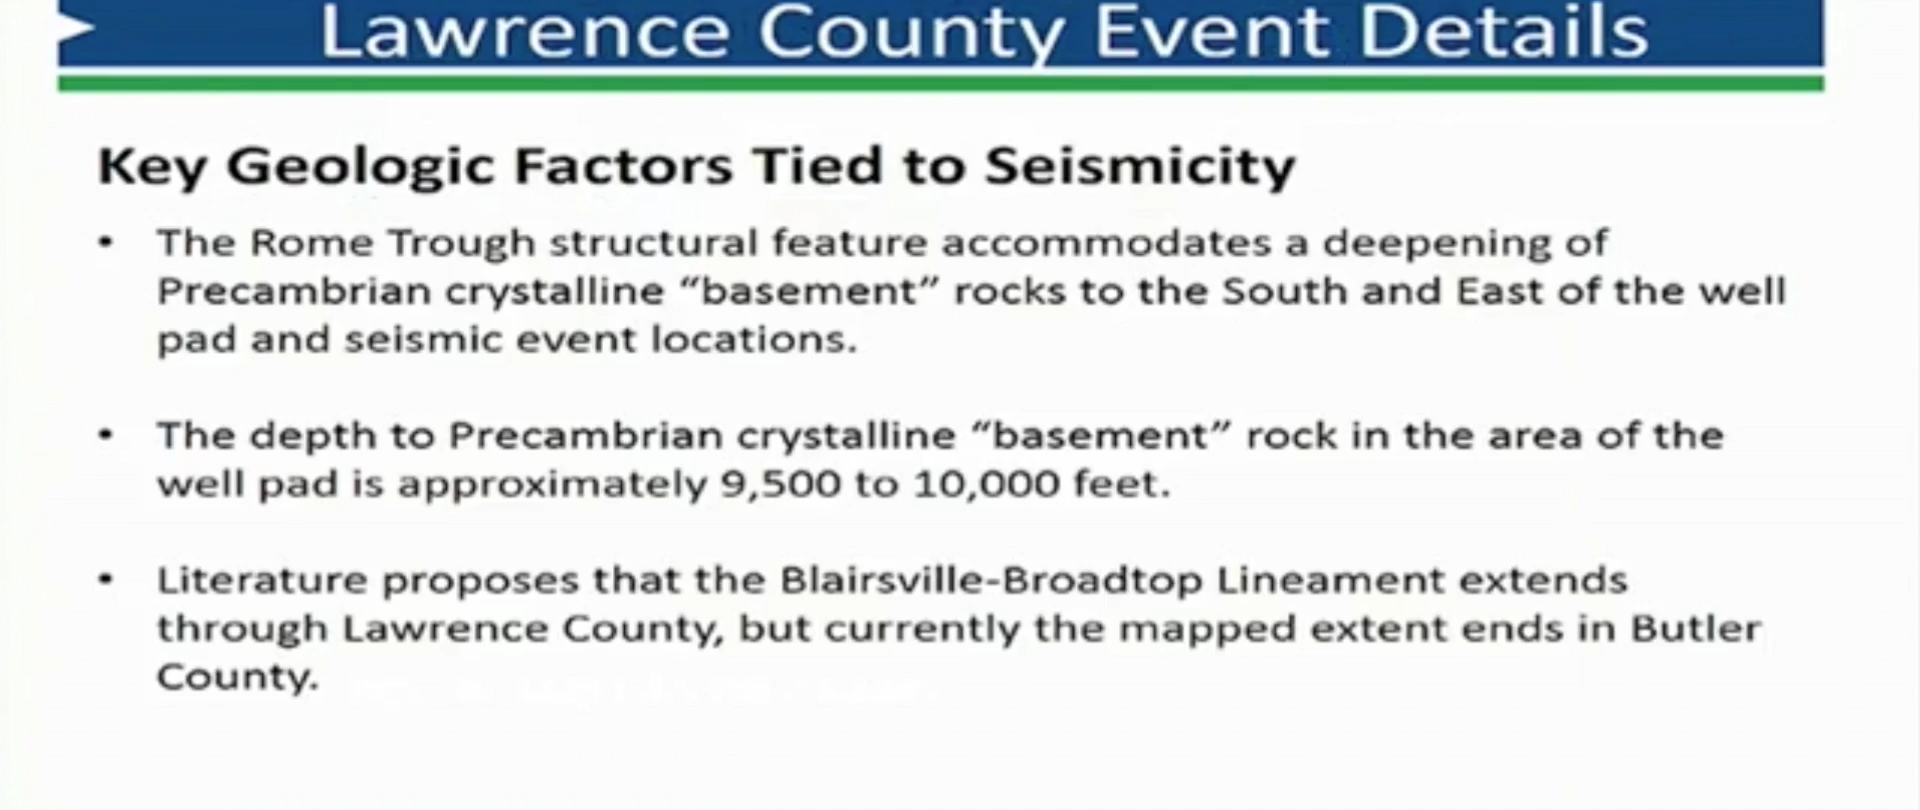 Lawrence County Event Details
Key Geologic Factors Tied to Seismicity
• The Rome Trough structural feature accommodates a deepening of
Precambrian crystalline “basement” rocks to the South and East of the well
pad and seismic event locations.
• The depth to Precambrian crystalline “basement” rock in the area of the
well pad is approximately 9,500 to 10,000 feet.
• Literature proposes that the Blairsville-Broadtop Lineament extends
through Lawrence County, but currently the mapped extent ends in Butler
County.